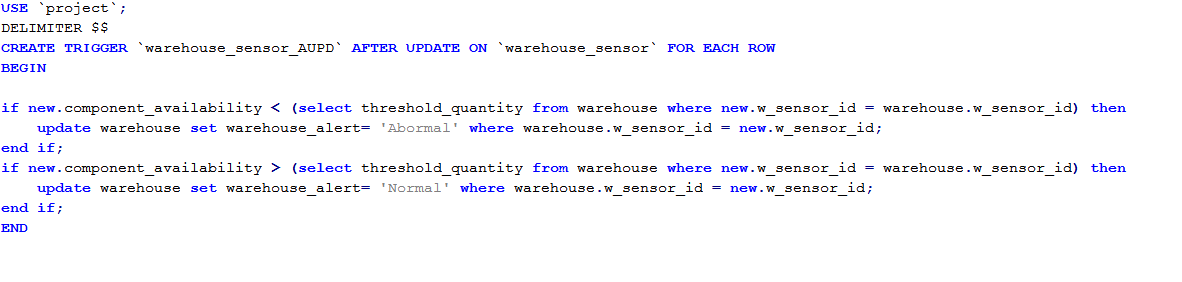 USE `project`;
DELIMITER $$
CREATE TRIGGER `warehouse_sensor_AUPD` AFTER UPDATE ON `warehouse_sensor` FOR EACH ROW
BEGIN
if new.component_availability < (select threshold_quantity from warehouse where new.w_sensor_id = warehouse.w_sensor_id) then
    update warehouse set warehouse_alert= 'Abormal' where warehouse.w_sensor_id = new.w_sensor_id;
end if;
if new.component_availability > (select threshold_quantity from warehouse where new.w_sensor_id = warehouse.w_sensor_id) then
    update warehouse set warehouse_alert= 'Normal' where warehouse.w_sensor_id = new.w_sensor_id;
end if;
END